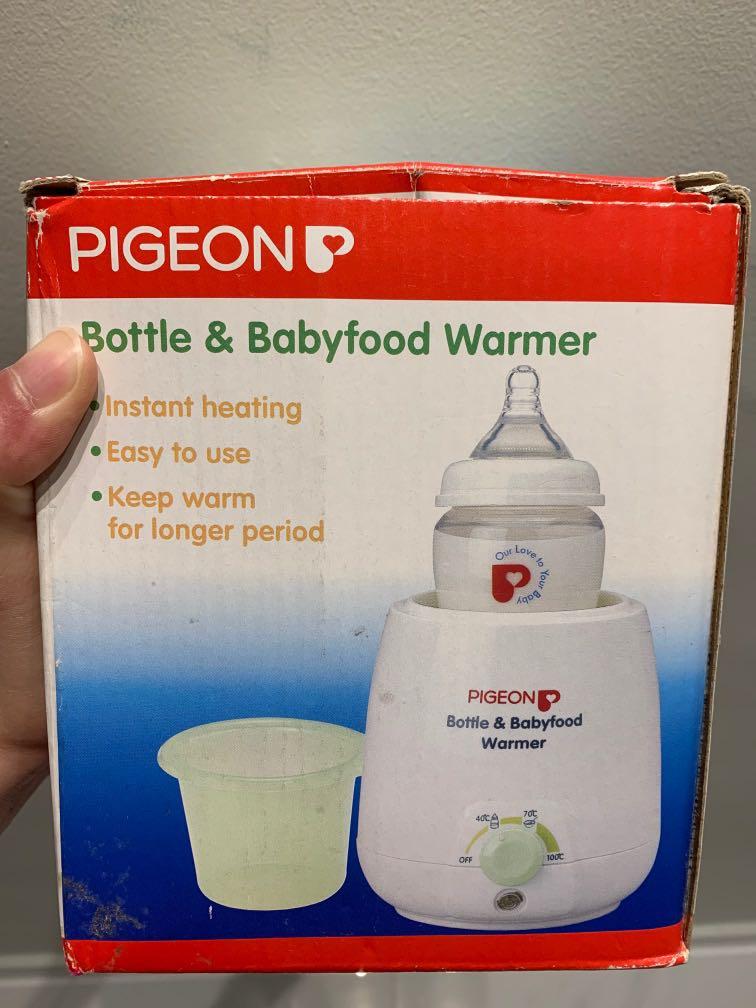 PIGEON
Bottle & Babyfood Warmer
• Instant heating
• Easy to use
• Keep warm
for longer period
Our Love to Your Baby
PIGEON
Bottle & Babyfood
Warmer
40℃
70℃
OFF
100℃